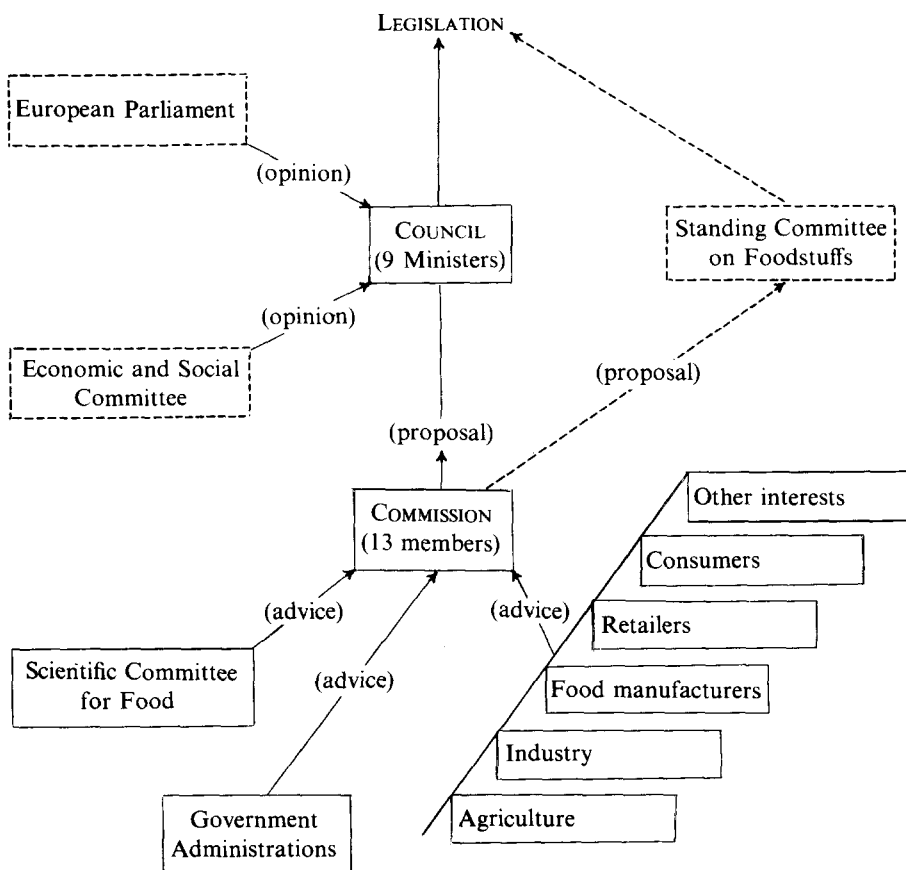 LEGISLATION
European Parliament
(opinion)
COUNCIL
(9 Ministers)
Standing Committee
on Foodstuffs
(opinion)
Economic and Social
Committee
(proposal)
(proposal)
COMMISSION
(13 members)
Other interests
Consumers
(advice)
(advice)
Retailers
Scientific Committee
for Food
(advice)
Food manufacturers
Industry
Government
Administrations
Agriculture